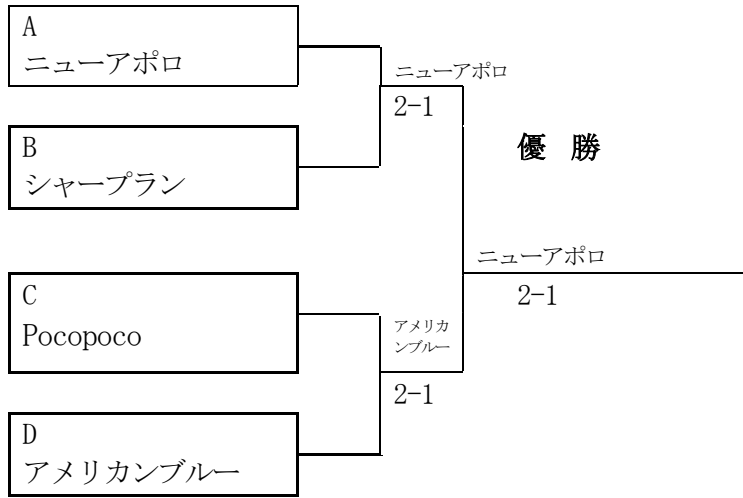 A
ニューアポロ
ニューアポロ
2-1
B
シャープラン
優 勝
ニューアポロ
2-1
C
Pocopoco
アメリカ
ンブルー
2-1
D
アメリカンブルー